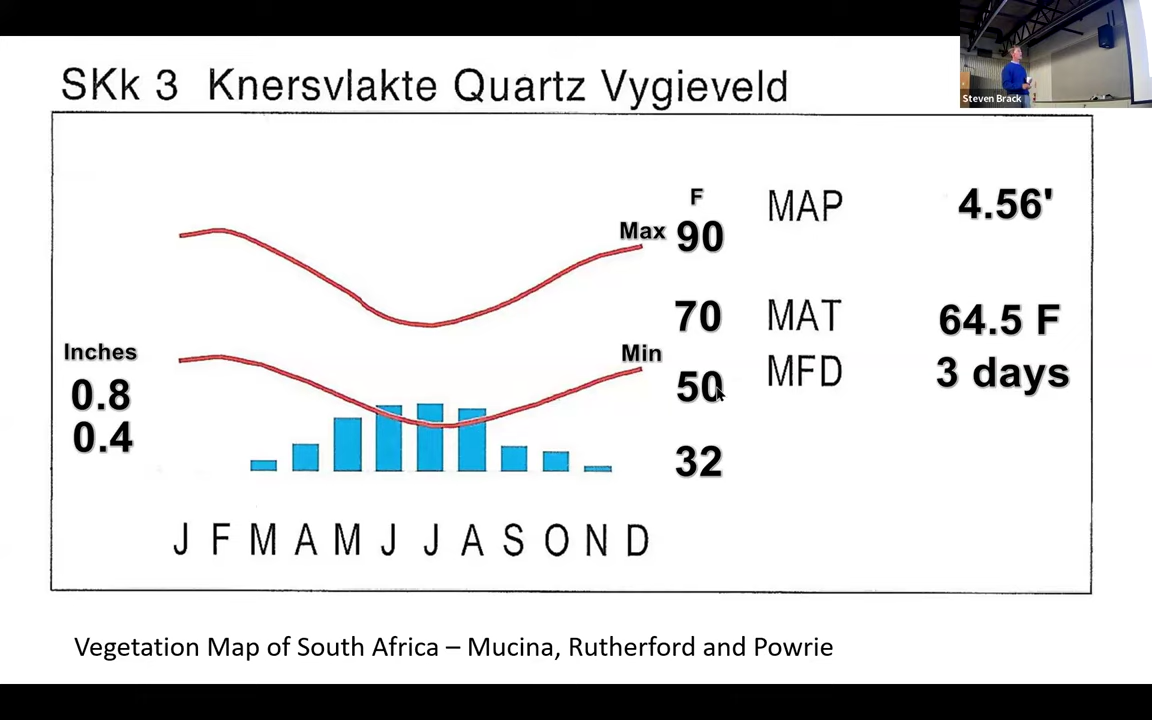 SKk 3 Knersvlakte Quartz Vygieveld
Steven Brack
F
MAP 4.56'
Max 90
70 MAT 64.5 F
Inches
Min
MFD 3 days
0.8
50
0.4
32
J F M A M J J A S O N D
Vegetation Map of South Africa – Mucina, Rutherford and Powrie